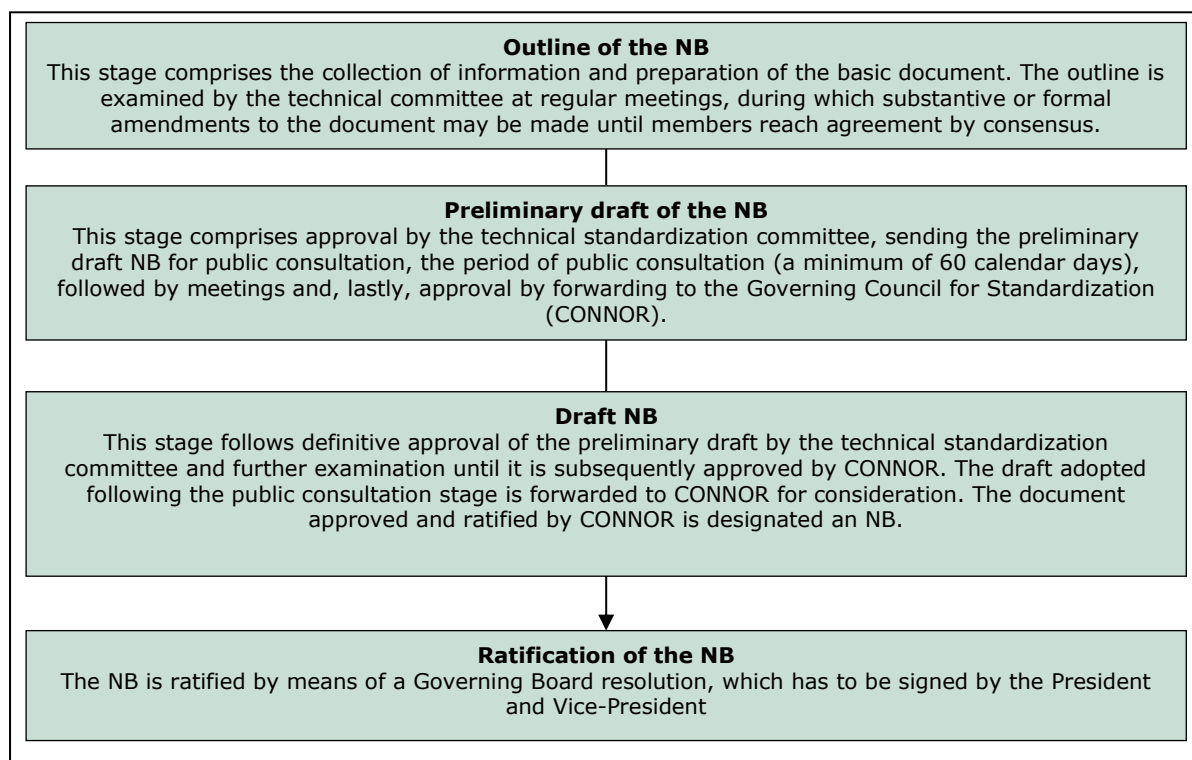 Outline of the NB
This stage comprises the collection of information and preparation of the basic document. The outline is
examined by the technical committee at regular meetings, during which substantive or formal
amendments to the document may be made until members reach agreement by consensus.
Preliminary draft of the NB
This stage comprises approval by the technical standardization committee, sending the preliminary
draft NB for public consultation, the period of public consultation (a minimum of 60 calendar days),
followed by meetings and, lastly, approval by forwarding to the Governing Council for Standardization
(CONNOR).
Draft NB
This stage follows definitive approval of the preliminary draft by the technical standardization
committee and further examination until it is subsequently approved by CONNOR. The draft adopted
following the public consultation stage is forwarded to CONNOR for consideration. The document
approved and ratified by CONNOR is designated an NB.
Ratification of the NB
The NB is ratified by means of a Governing Board resolution, which has to be signed by the President
and Vice-President